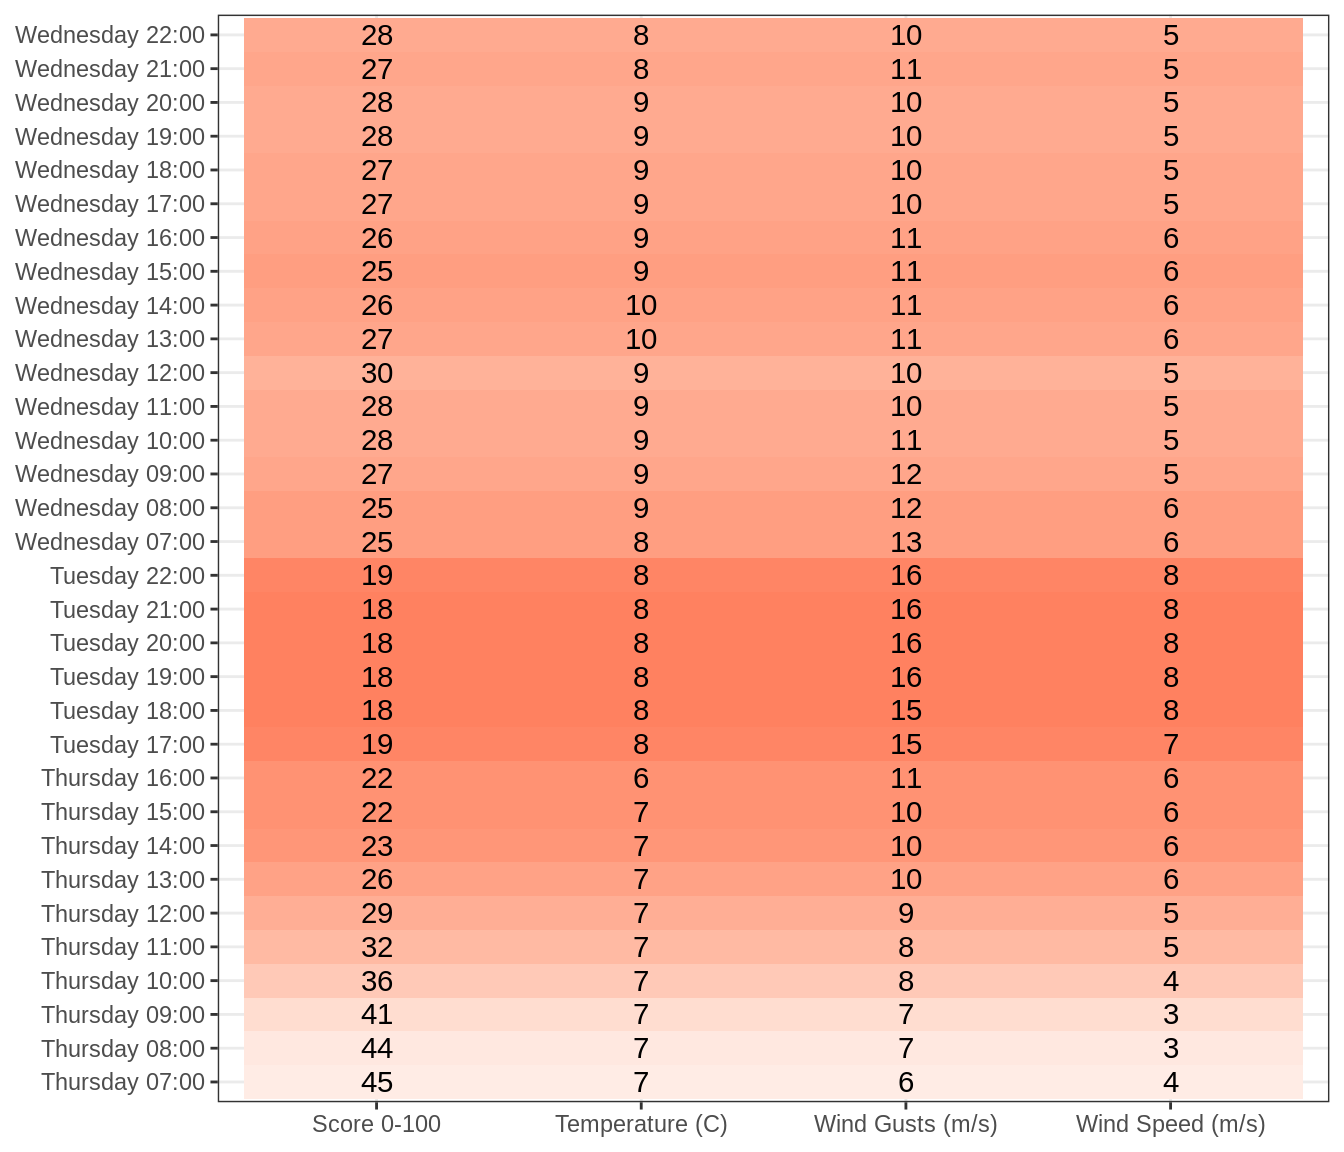 Wednesday 22:00 28 8 10 5
Wednesday 21:00 27 8 11 5
Wednesday 20:00 28 9 10 5
Wednesday 19:00 28 9 10 5
Wednesday 18:00 27 9 10 5
Wednesday 17:00 27 9 10 5
Wednesday 16:00 26 9 11 6
Wednesday 15:00 25 9 11 6
Wednesday 14:00 26 10 11 6
Wednesday 13:00 27 10 11 6
Wednesday 12:00 30 9 10 5
Wednesday 11:00 28 9 10 5
Wednesday 10:00 28 9 11 5
Wednesday 09:00 27 9 12 5
Wednesday 08:00 25 9 12 6
Wednesday 07:00 25 8 13 6
Tuesday 22:00 19 8 16 8
Tuesday 21:00 18 8 16 8
Tuesday 20:00 18 8 16 8
Tuesday 19:00 18 8 16 8
Tuesday 18:00 18 8 15 8
Tuesday 17:00 19 8 15 7
Thursday 16:00 22 6 11 6
Thursday 15:00 22 7 10 6
Thursday 14:00 23 7 10 6
Thursday 13:00 26 7 10 6
Thursday 12:00 29 7 9 5
Thursday 11:00 32 7 8 5
Thursday 10:00 36 7 8 4
Thursday 09:00 41 7 7 3
Thursday 08:00 44 7 7 3
Thursday 07:00 45 7 6 4
Score 0-100 Temperature (C) Wind Gusts (m/s) Wind Speed (m/s)